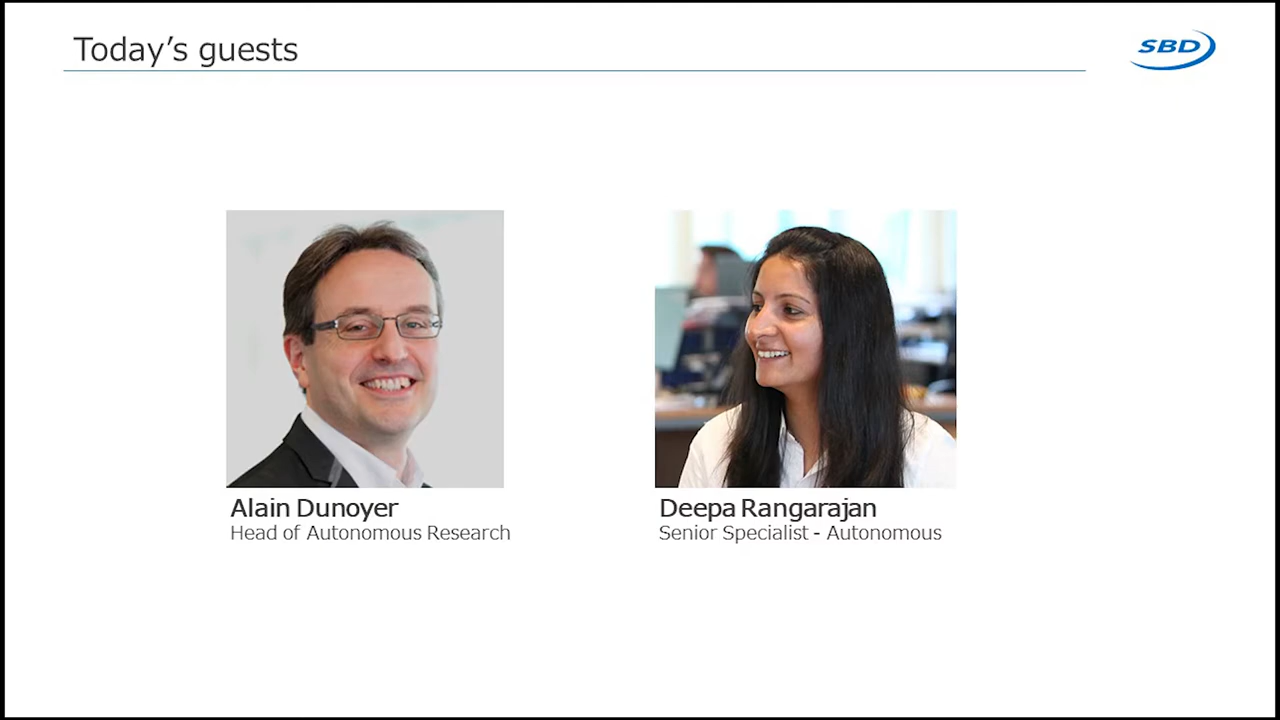 Today's guests
SBD
Alain Dunoyer
Head of Autonomous Research
Deepa Rangarajan
Senior Specialist - Autonomous